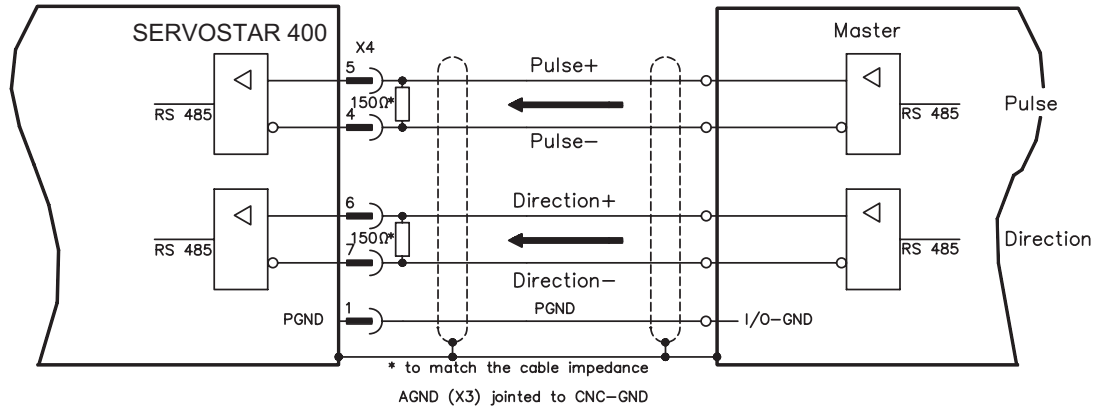 SERVOSTAR 400
X4
Master
5
Pulse+
RS 485
150Ω*
RS 485
Pulse
4
Pulse−
6
Direction+
RS 485
150Ω*
RS 485
Direction
7
Direction−
PGND
1
PGND
I/O−GND
* to match the cable impedance
AGND (X3) jointed to CNC−GND